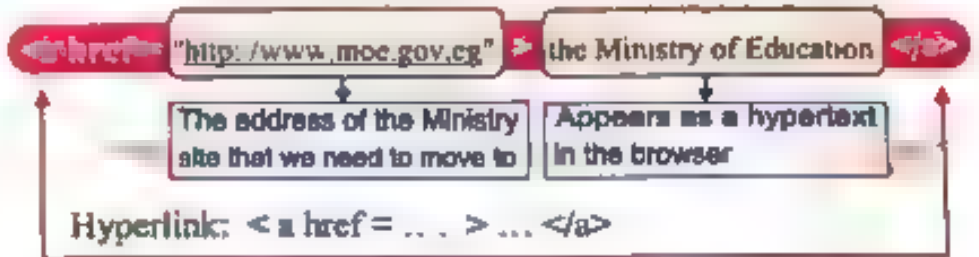 <a href= "http: /www.moe.gov.eg" > the Ministry of Education </a>
The address of the Ministry
site that we need to move to
Appears as a hypertext
in the browser
Hyperlink: < a href = ... . > ... </a>